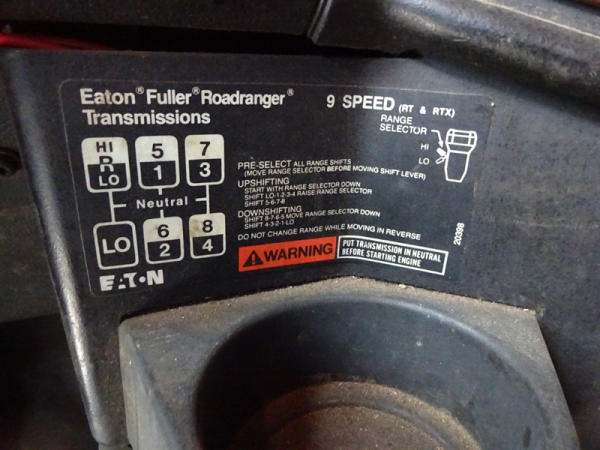 Eaton® Fuller® Roadranger®
Transmissions
9 SPEED (RT & RTX)
RANGE
SELECTOR
HI
LO
HI
R
LO
5
1
7
3
Neutral
LO
6
2
8
4
PRE-SELECT ALL RANGE SHIFTS
(MOVE RANGE SELECTOR BEFORE MOVING SHIFT LEVER)
UPSHIFTING
START WITH RANGE SELECTOR DOWN
SHIFT LO-1-2-3-4 RAISE RANGE SELECTOR
SHIFT 5-6-7-8
DOWNSHIFTING
SHIFT 8-7-6-5 MOVE RANGE SELECTOR DOWN
SHIFT 4-3-2-1-LO
DO NOT CHANGE RANGE WHILE MOVING IN REVERSE
WARNING
PUT TRANSMISSION IN NEUTRAL
BEFORE STARTING ENGINE
EATON
20398